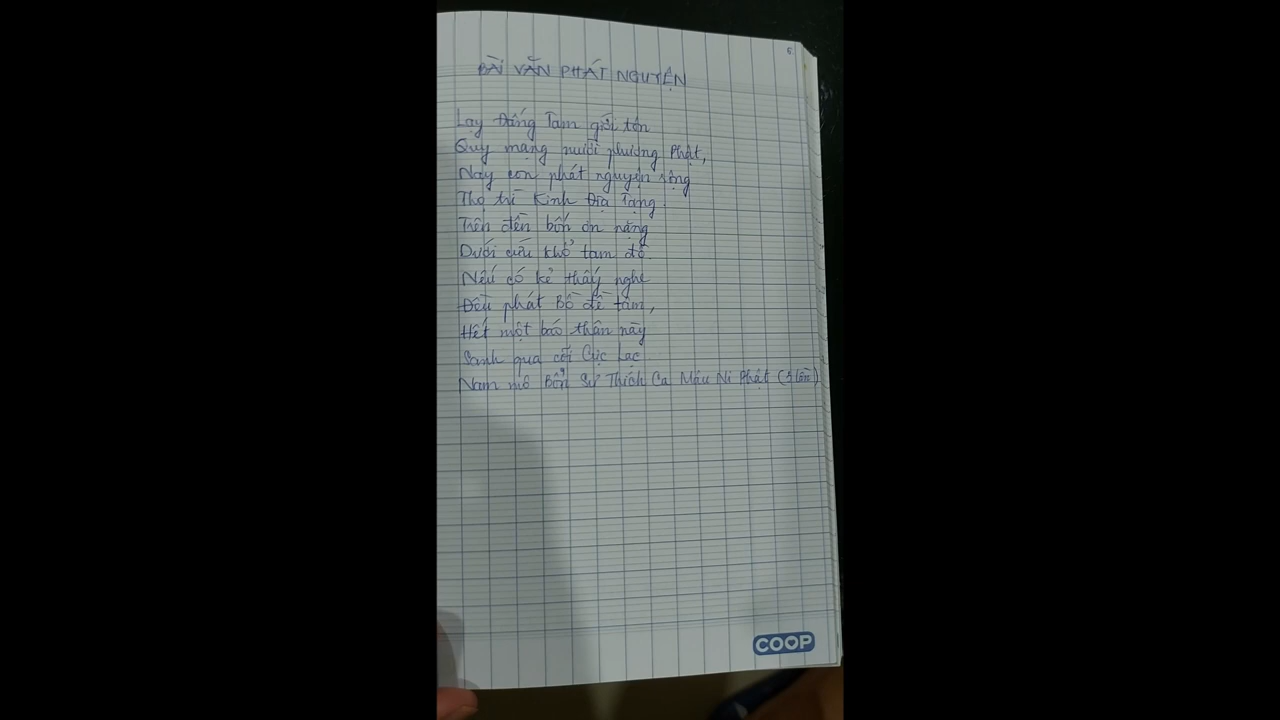 5
BÀI VĂN PHÁT NGUYỆN
Lạy Đấng Tam giới tôn
Quy mạng mười phương Phật,
Nay con phát nguyện rộng
Thọ trì Kinh Địa Tạng.
Trên đền bốn ơn nặng
Dưới cứu khổ tam đồ.
Nếu có kẻ thấy nghe
Đều phát Bồ đề tâm,
Hết một báo thân này
Sanh qua cõi Cực Lạc.
Nam mô Bổn Sư Thích Ca Mâu Ni Phật (3 lần)
COOP